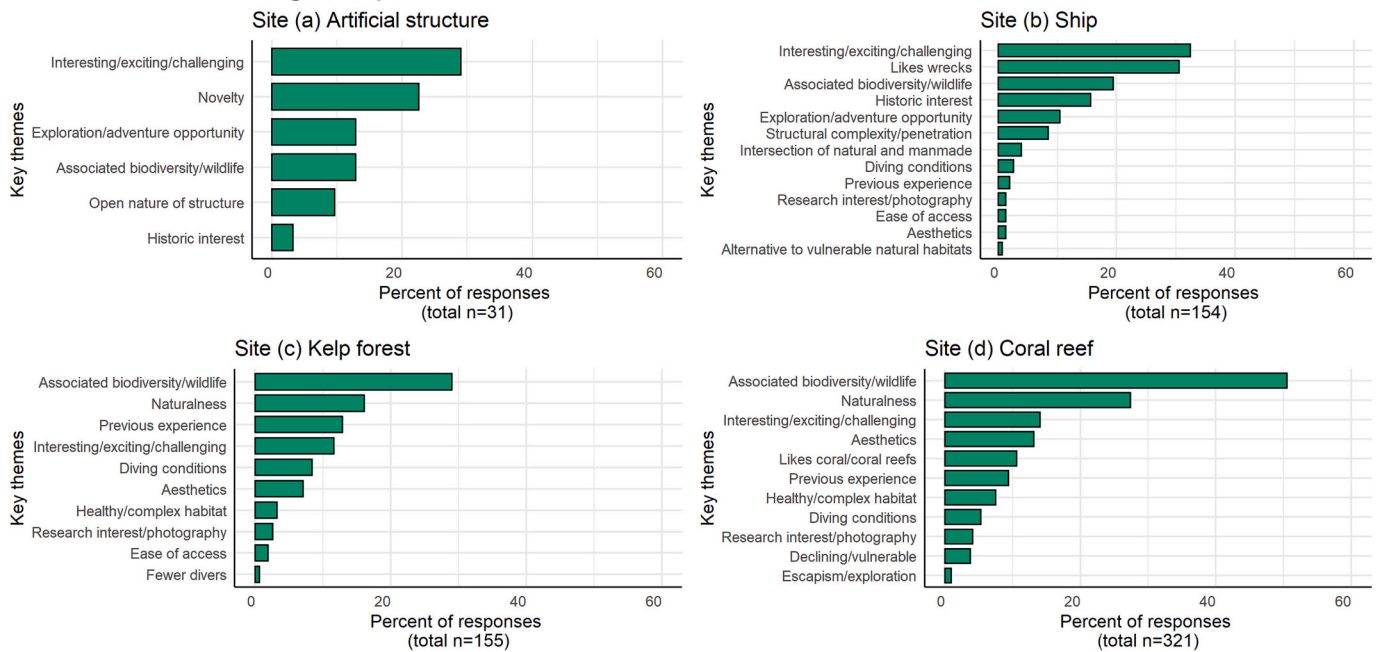 Site (a) Artificial structure
Key themes
Interesting/exciting/challenging
Novelty
Exploration/adventure opportunity
Associated biodiversity/wildlife
Open nature of structure
Historic interest
0 20 40 60
Percent of responses
(total n=31)
Site (b) Ship
Key themes
Interesting/exciting/challenging
Likes wrecks
Associated biodiversity/wildlife
Historic interest
Exploration/adventure opportunity
Structural complexity/penetration
Intersection of natural and manmade
Diving conditions
Previous experience
Research interest/photography
Ease of access
Aesthetics
Alternative to vulnerable natural habitats
0 20 40 60
Percent of responses
(total n=154)
Site (c) Kelp forest
Key themes
Associated biodiversity/wildlife
Naturalness
Previous experience
Interesting/exciting/challenging
Diving conditions
Aesthetics
Healthy/complex habitat
Research interest/photography
Ease of access
Fewer divers
0 20 40 60
Percent of responses
(total n=155)
Site (d) Coral reef
Key themes
Associated biodiversity/wildlife
Naturalness
Interesting/exciting/challenging
Aesthetics
Likes coral/coral reefs
Previous experience
Healthy/complex habitat
Diving conditions
Research interest/photography
Declining/vulnerable
Escapism/exploration
0 20 40 60
Percent of responses
(total n=321)